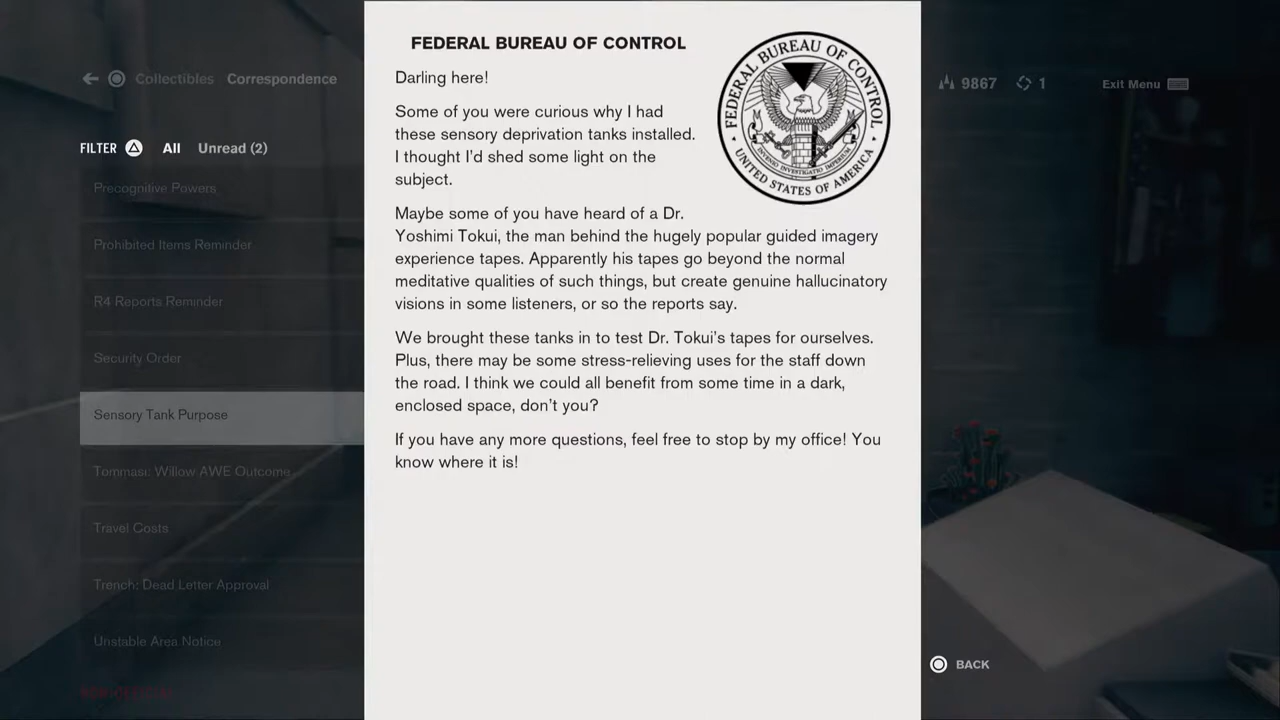 FEDERAL BUREAU OF CONTROL
Darling here!
Some of you were curious why I had
these sensory deprivation tanks installed.
I thought I'd shed some light on the
subject.
Maybe some of you have heard of a Dr.
Yoshimi Tokui, the man behind the hugely popular guided imagery
experience tapes. Apparently his tapes go beyond the normal
meditative qualities of such things, but create genuine hallucinatory
visions in some listeners, or so the reports say.
We brought these tanks in to test Dr. Tokui's tapes for ourselves.
Plus, there may be some stress-relieving uses for the staff down
the road. I think we could all benefit from some time in a dark,
enclosed space, don't you?
If you have any more questions, feel free to stop by my office! You
know where it is!
FEDERAL BUREAU OF CONTROL
INVENIO INVESTIGATIO IMPERIUM
UNITED STATES OF AMERICA
Collectibles Correspondence
FILTER All Unread (2)
Precognitive Powers
Prohibited Items Reminder
R4 Reports Reminder
Security Order
Sensory Tank Purpose
Tommasi: Willow AWE Outcome
Travel Costs
Trench: Dead Letter Approval
Unstable Area Notice
9867 1 Exit Menu
BACK